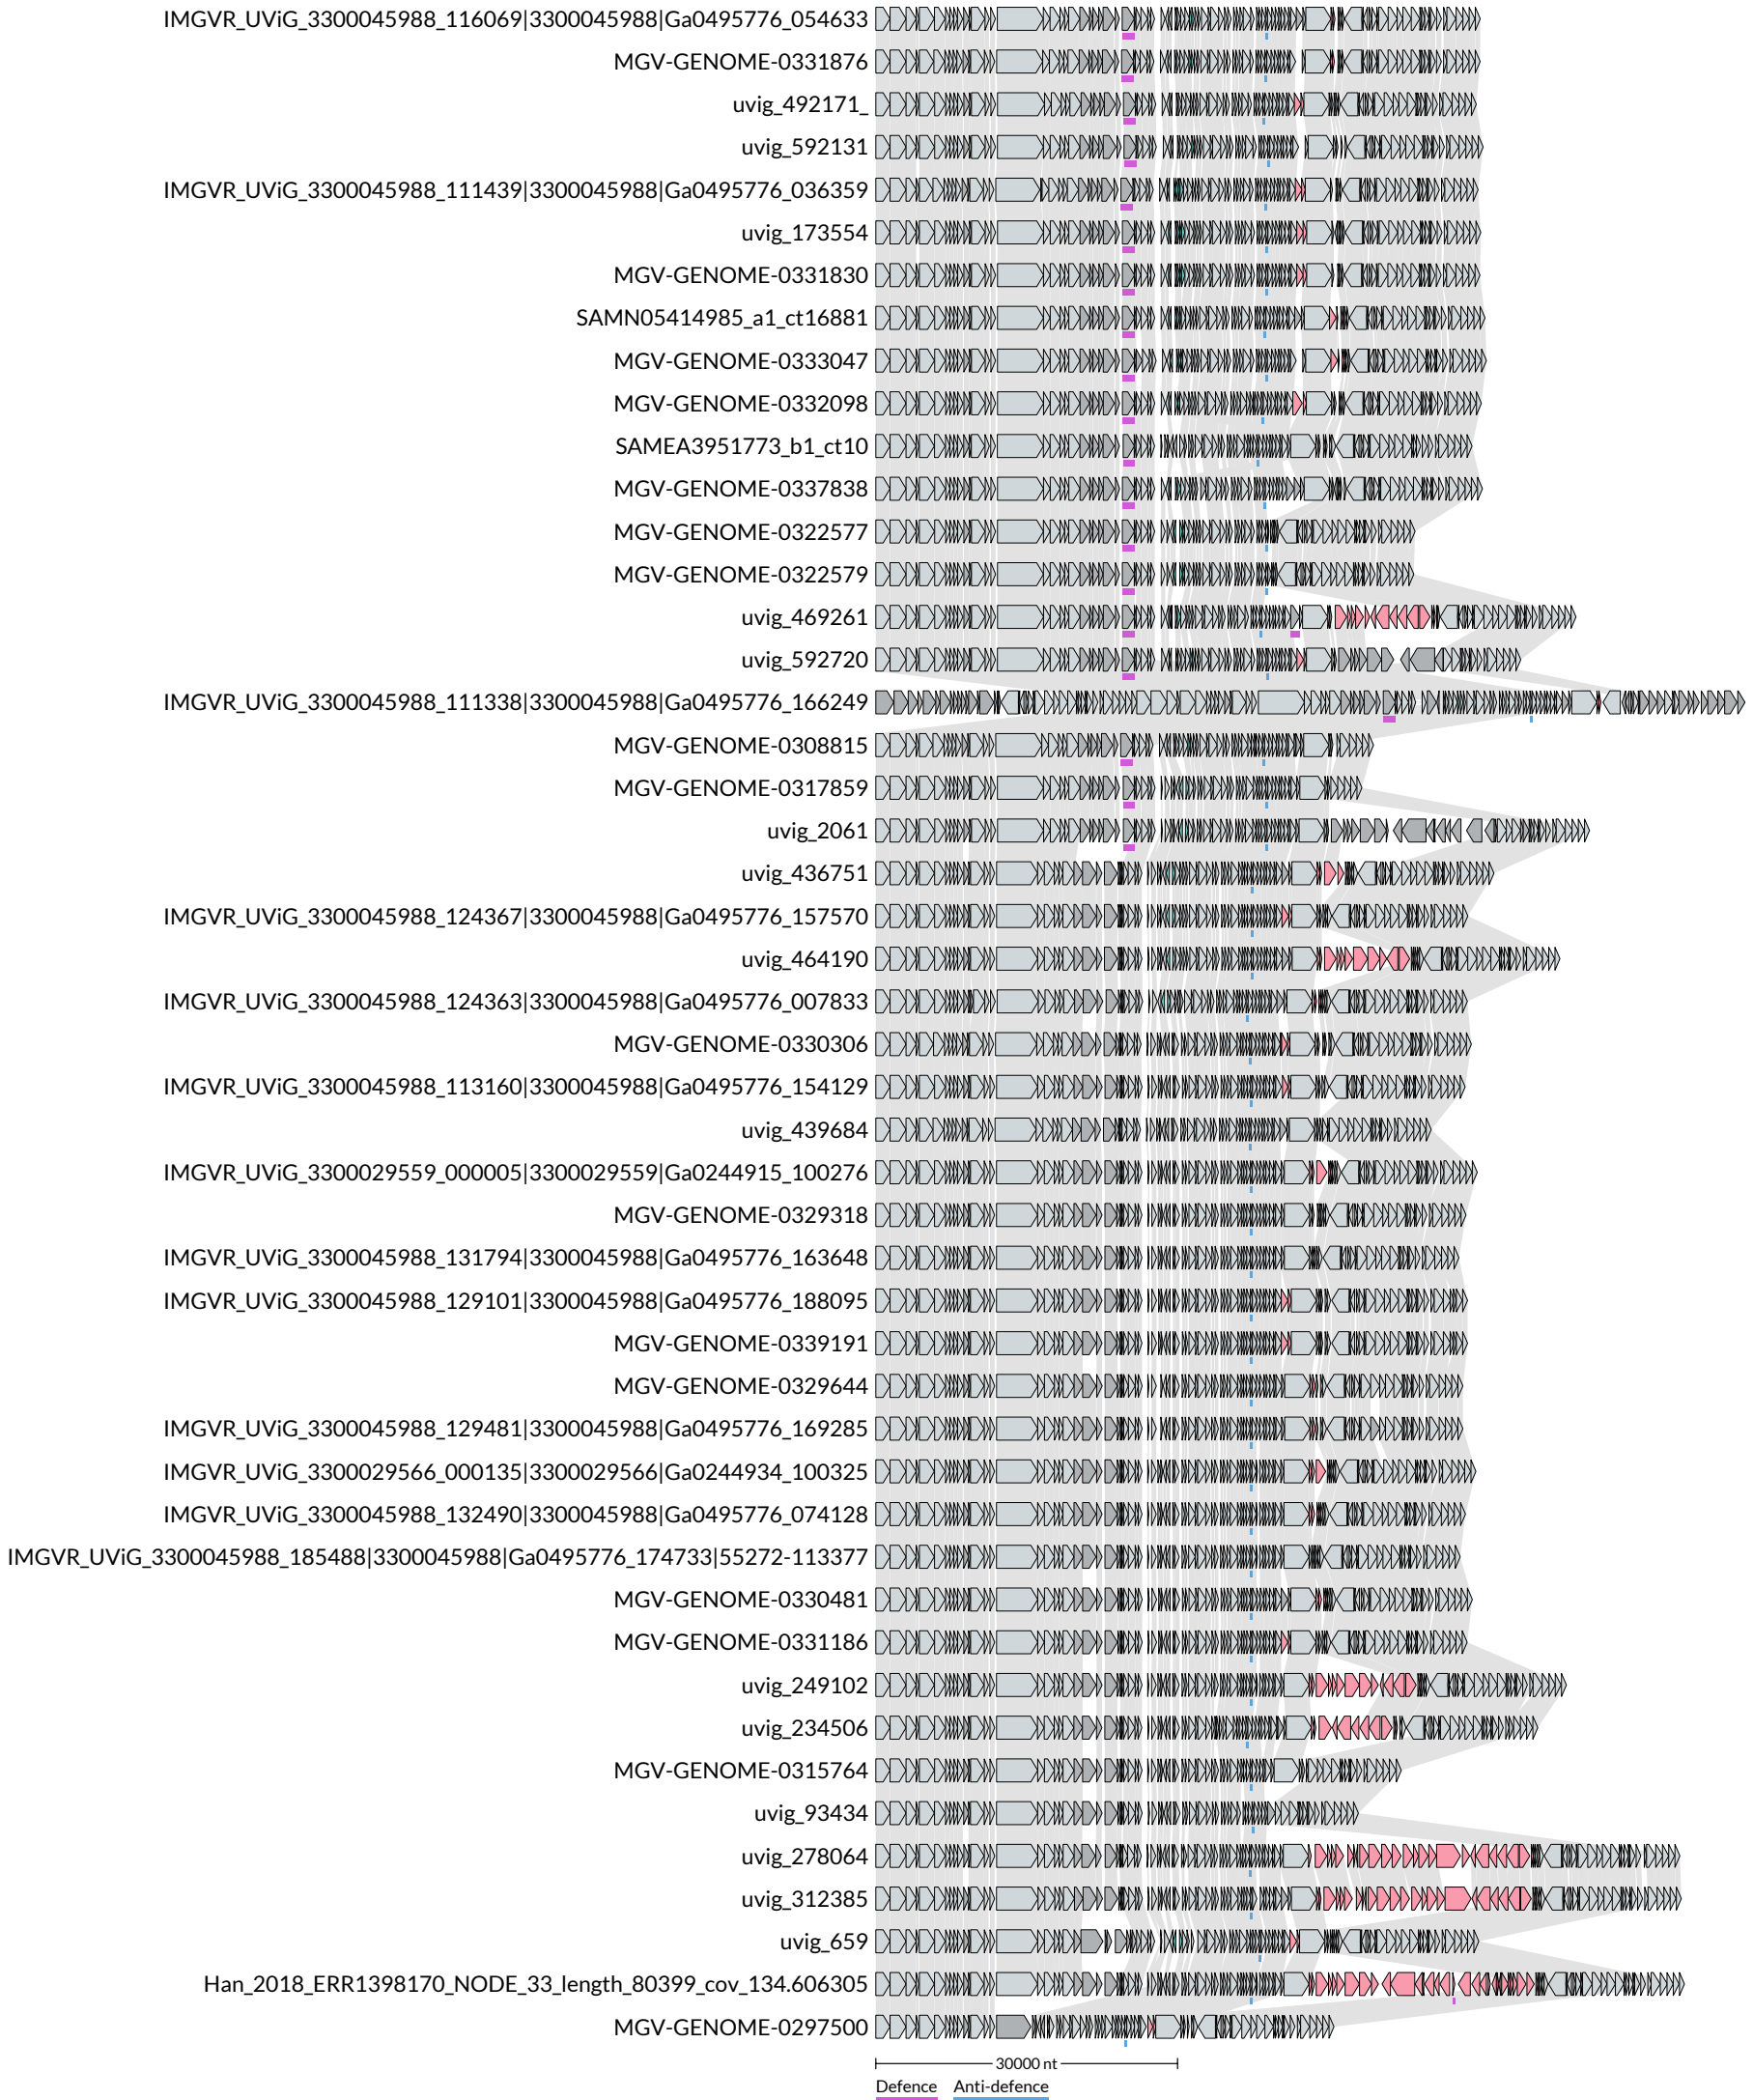 IMGVR_UViG_3300045988_116069|3300045988|Ga0495776_054633
MGV-GENOME-0331876
uvig_492171_
uvig_592131
IMGVR_UViG_3300045988_111439|3300045988|Ga0495776_036359
uvig_173554
MGV-GENOME-0331830
SAMN05414985_a1_ct16881
MGV-GENOME-0333047
MGV-GENOME-0332098
SAMEA3951773_b1_ct10
MGV-GENOME-0337838
MGV-GENOME-0322577
MGV-GENOME-0322579
uvig_469261
uvig_592720
IMGVR_UViG_3300045988_111338|3300045988|Ga0495776_166249
MGV-GENOME-0308815
MGV-GENOME-0317859
uvig_2061
uvig_436751
IMGVR_UViG_3300045988_124367|3300045988|Ga0495776_157570
uvig_464190
IMGVR_UViG_3300045988_124363|3300045988|Ga0495776_007833
MGV-GENOME-0330306
IMGVR_UViG_3300045988_113160|3300045988|Ga0495776_154129
uvig_439684
IMGVR_UViG_3300029559_000005|3300029559|Ga0244915_100276
MGV-GENOME-0329318
IMGVR_UViG_3300045988_131794|3300045988|Ga0495776_163648
IMGVR_UViG_3300045988_129101|3300045988|Ga0495776_188095
MGV-GENOME-0339191
MGV-GENOME-0329644
IMGVR_UViG_3300045988_129481|3300045988|Ga0495776_169285
IMGVR_UViG_3300029566_000135|3300029566|Ga0244934_100325
IMGVR_UViG_3300045988_132490|3300045988|Ga0495776_074128
IMGVR_UViG_3300045988_185488|3300045988|Ga0495776_174733|55272-113377
MGV-GENOME-0330481
MGV-GENOME-0331186
uvig_249102
uvig_234506
MGV-GENOME-0315764
uvig_93434
uvig_278064
uvig_312385
uvig_659
Han_2018_ERR1398170_NODE_33_length_80399_cov_134.606305
MGV-GENOME-0297500
30000 nt
Defence Anti-defence